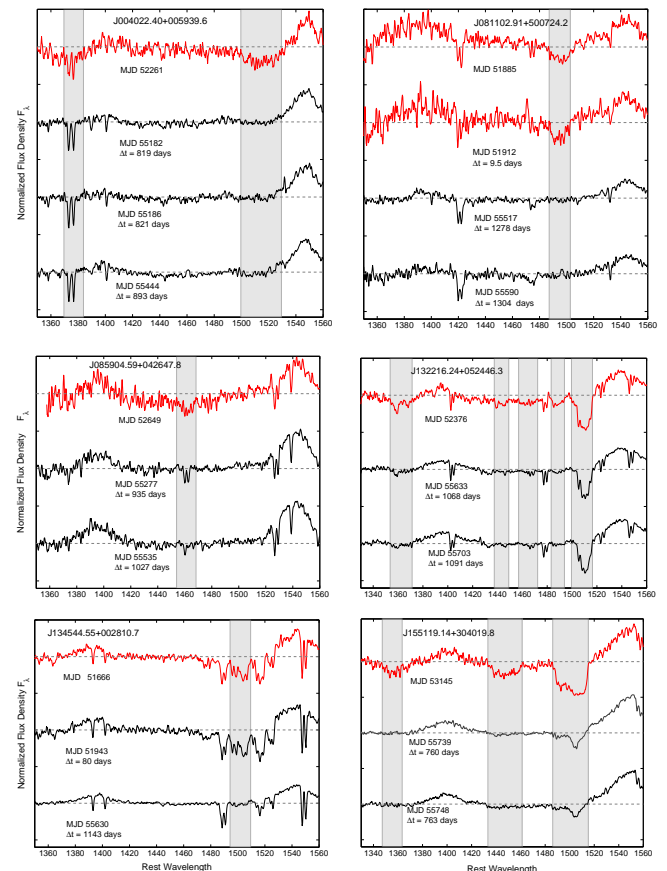 J004022.40+005939.6
MJD 52261
MJD 55182
Δt = 819 days
MJD 55186
Δt = 821 days
MJD 55444
Δt = 893 days
Normalized Flux Density Fλ
1360 1380 1400 1420 1440 1460 1480 1500 1520 1540 1560
J081102.91+500724.2
MJD 51885
MJD 51912
Δt = 9.5 days
MJD 55517
Δt = 1278 days
MJD 55590
Δt = 1304 days
1340 1360 1380 1400 1420 1440 1460 1480 1500 1520 1540 1560
J085904.59+042647.8
MJD 52649
MJD 55277
Δt = 935 days
MJD 55535
Δt = 1027 days
Normalized Flux Density Fλ
1360 1380 1400 1420 1440 1460 1480 1500 1520 1540 1560
J132216.24+052446.3
MJD 52376
MJD 55633
Δt = 1068 days
MJD 55703
Δt = 1091 days
1340 1360 1380 1400 1420 1440 1460 1480 1500 1520 1540 1560
J134544.55+002810.7
MJD 51666
MJD 51943
Δt = 80 days
MJD 55630
Δt = 1143 days
Normalized Flux Density Fλ
1360 1380 1400 1420 1440 1460 1480 1500 1520 1540 1560
Rest Wavelength
J155119.14+304019.8
MJD 53145
MJD 55739
Δt = 760 days
MJD 55748
Δt = 763 days
1340 1360 1380 1400 1420 1440 1460 1480 1500 1520 1540 1560
Rest Wavelength